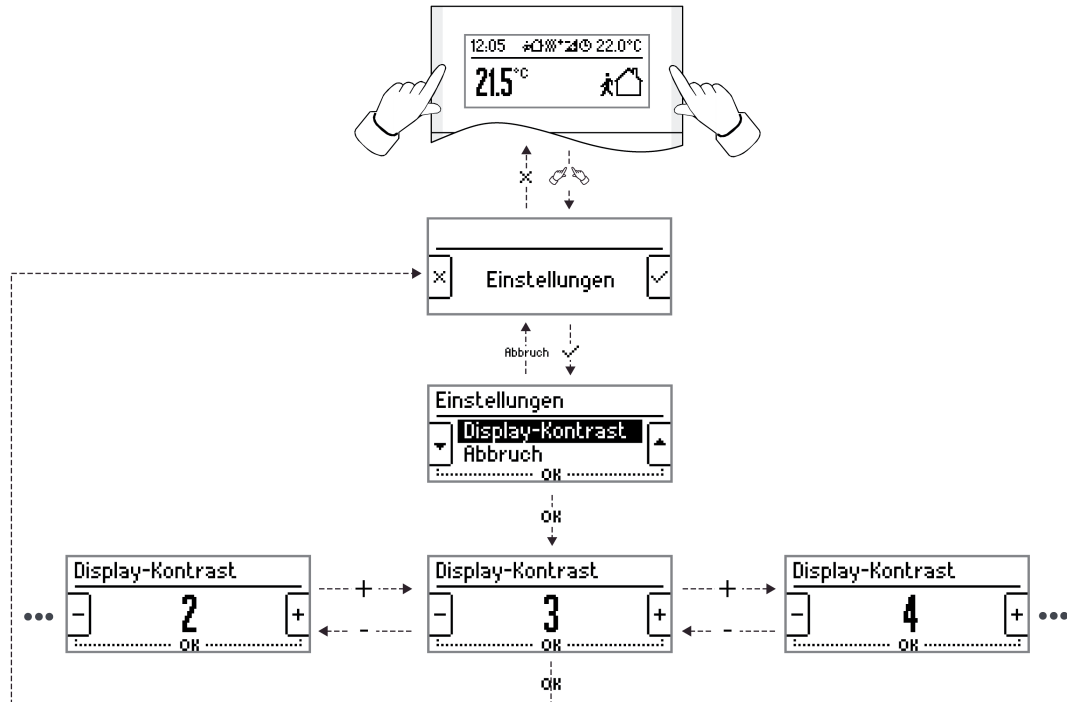 12:05 22.0°C
21.5°C
Einstellungen
Abbruch
Einstellungen
Display-Kontrast
Abbruch
OK
OK
Display-Kontrast
- 2 +
OK
+
-
Display-Kontrast
- 3 +
OK
+
-
Display-Kontrast
- 4 +
OK
OK